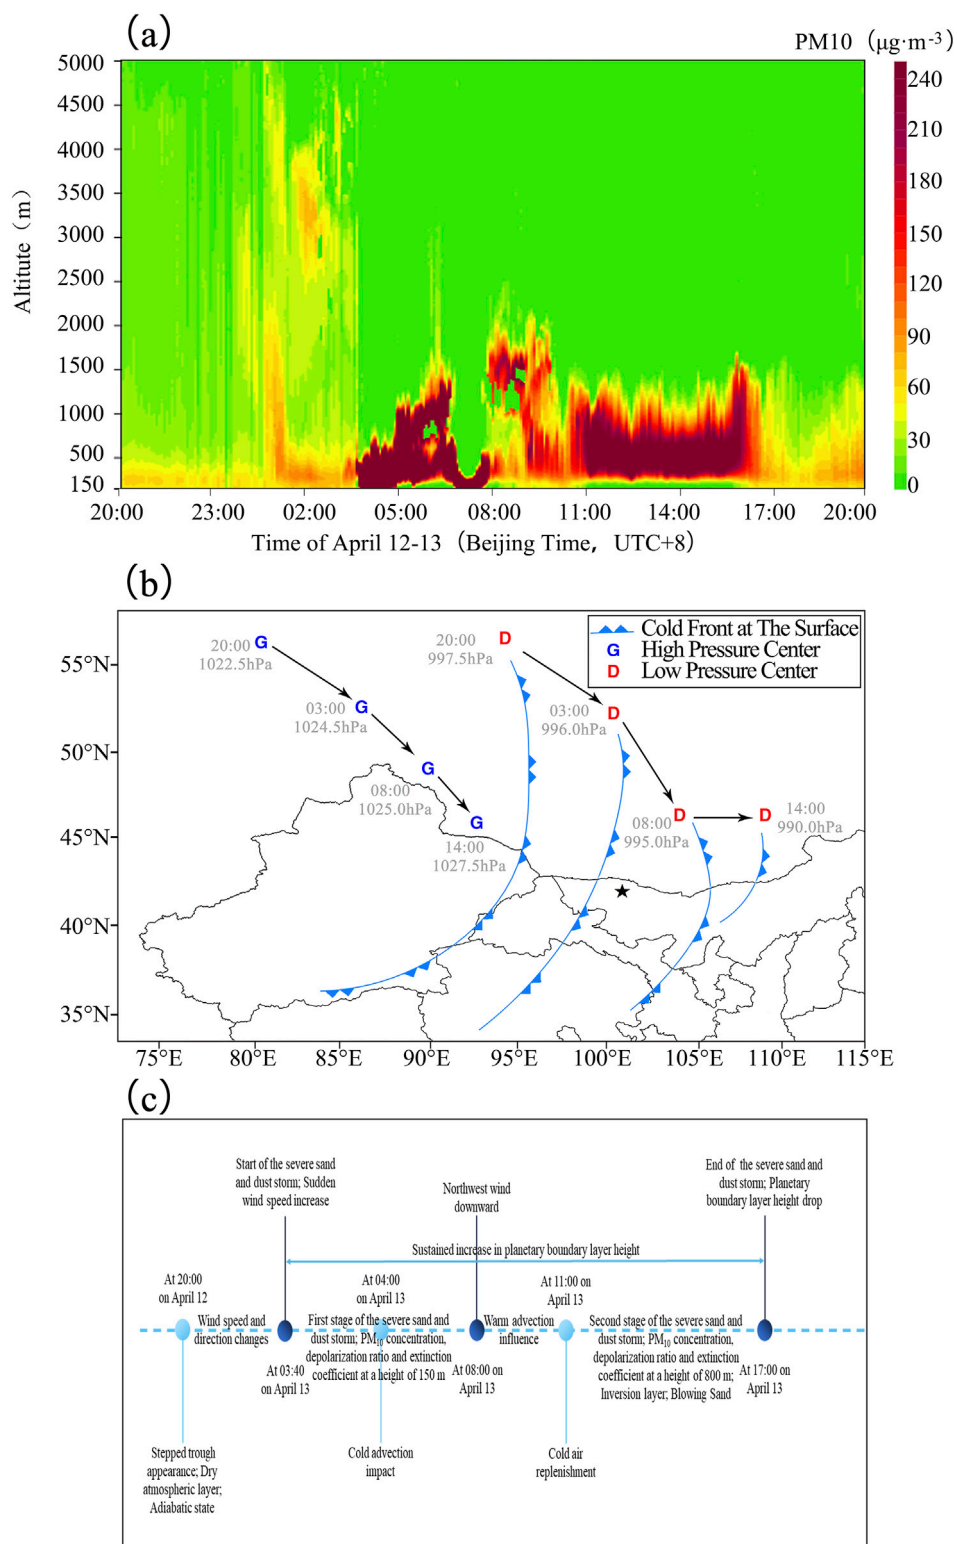 (a)
PM10 (μg·m-3)
5000
4500
4000
3500
3000
2500
2000
1500
1000
500
150
Altitute (m)
240
210
180
150
120
90
60
30
0
20:00 23:00 02:00 05:00 08:00 11:00 14:00 17:00 20:00
Time of April 12-13 (Beijing Time, UTC+8)
(b)
Cold Front at The Surface
G High Pressure Center
D Low Pressure Center
20:00
1022.5hPa
G
03:00
1024.5hPa
G
08:00
1025.0hPa
G
14:00
1027.5hPa
G
20:00
997.5hPa
D
03:00
996.0hPa
D
08:00
995.0hPa
D
14:00
990.0hPa
D
★
55°N
50°N
45°N
40°N
35°N
75°E 80°E 85°E 90°E 95°E 100°E 105°E 110°E 115°E
(c)
Start of the severe sand
and dust storm; Sudden
wind speed increase
Northwest wind
downward
End of the severe sand and
dust storm; Planetary
boundary layer height drop
Sustained increase in planetary boundary layer height
At 20:00
on April 12
At 04:00
on April 13
At 11:00 on
April 13
Wind speed and
direction changes
First stage of the severe sand and
dust storm; PM10 concentration,
depolarization ratio and extinction
coefficient at a height of 150 m
Warm advection
influence
Second stage of the severe sand and
dust storm; PM10 concentration,
depolarization ratio and extinction
coefficient at a height of 800 m;
Inversion layer; Blowing Sand
At 03:40
on April 13
At 08:00 on
April 13
At 17:00 on
April 13
Stepped trough
appearance; Dry
atmospheric layer;
Adiabatic state
Cold advection
impact
Cold air
replenishment